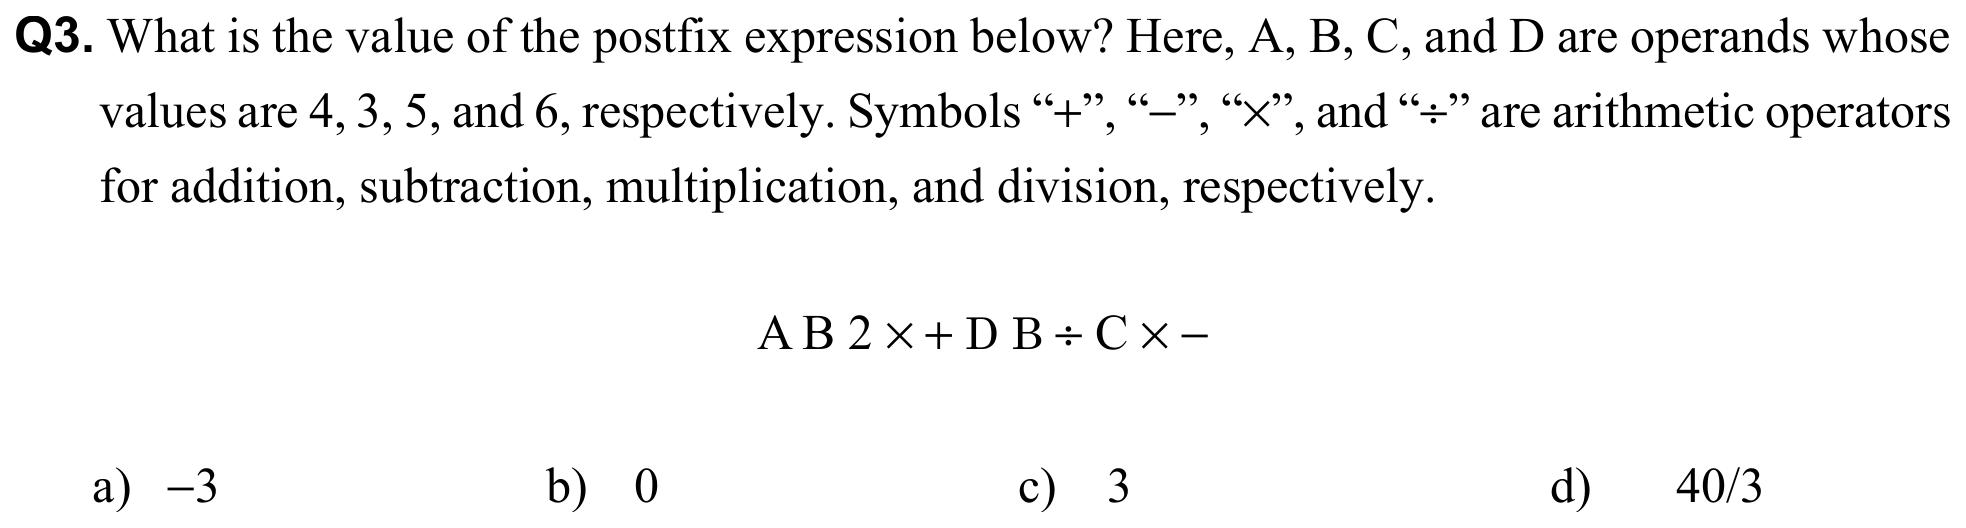 Q3. What is the value of the postfix expression below? Here, A, B, C, and D are operands whose
values are 4, 3, 5, and 6, respectively. Symbols “+”, “−”, “×”, and “÷” are arithmetic operators
for addition, subtraction, multiplication, and division, respectively.
A B 2 × + D B ÷ C × −
a) −3 b) 0 c) 3 d) 40/3